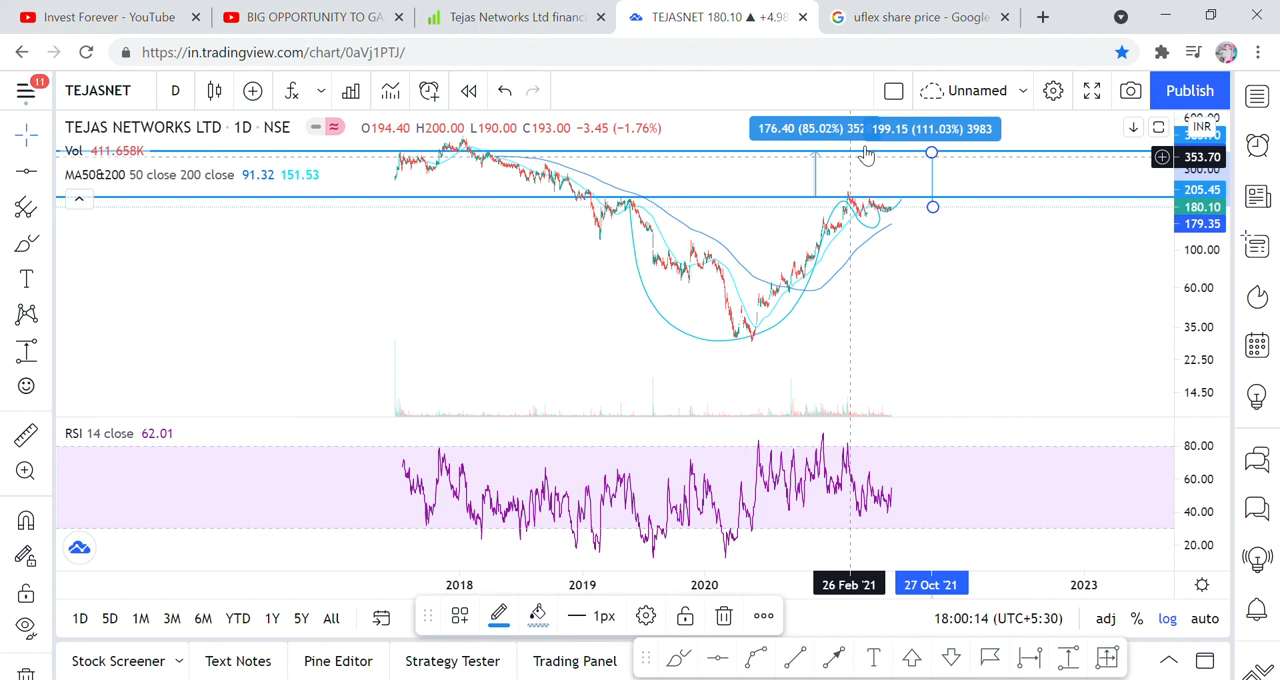 Invest Forever - YouTube
BIG OPPORTUNITY TO GA
Tejas Networks Ltd financi
TEJASNET 180.10 ▲ +4.98
uflex share price - Google
https://in.tradingview.com/chart/0aVj1PTJ/
11
TEJASNET
D
Unnamed
Publish
TEJAS NETWORKS LTD · 1D · NSE
O194.40 H200.00 L190.00 C193.00 −3.45 (−1.76%)
176.40 (85.02%) 352
199.15 (111.03%) 3983
INR
Vol 411.658K
353.70
MA50&200 50 close 200 close 91.32 151.53
300.00
205.45
180.10
179.35
100.00
60.00
35.00
22.50
14.50
RSI 14 close 62.01
80.00
60.00
40.00
20.00
2018
2019
2020
26 Feb '21
27 Oct '21
2023
1D
5D
1M
3M
6M
YTD
1Y
5Y
All
1px
18:00:14 (UTC+5:30)
adj
%
log
auto
Stock Screener
Text Notes
Pine Editor
Strategy Tester
Trading Panel